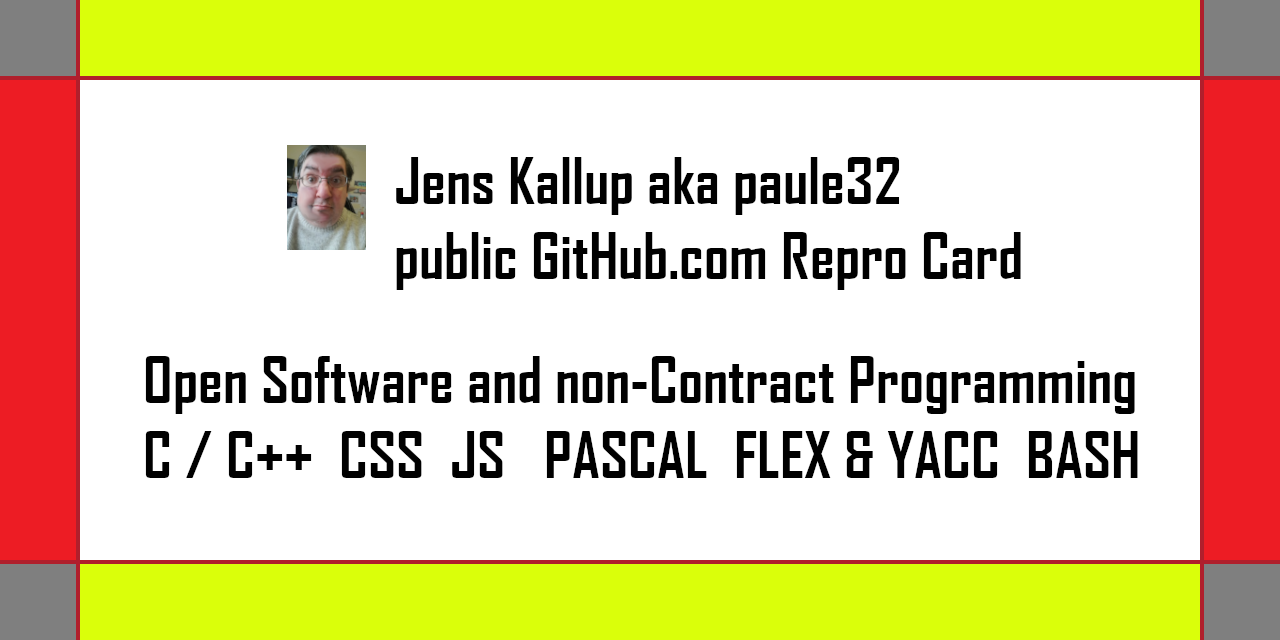 Jens Kallup aka paule32
public GitHub.com Repro Card
Open Software and non-Contract Programming
C / C++ CSS JS PASCAL FLEX & YACC BASH